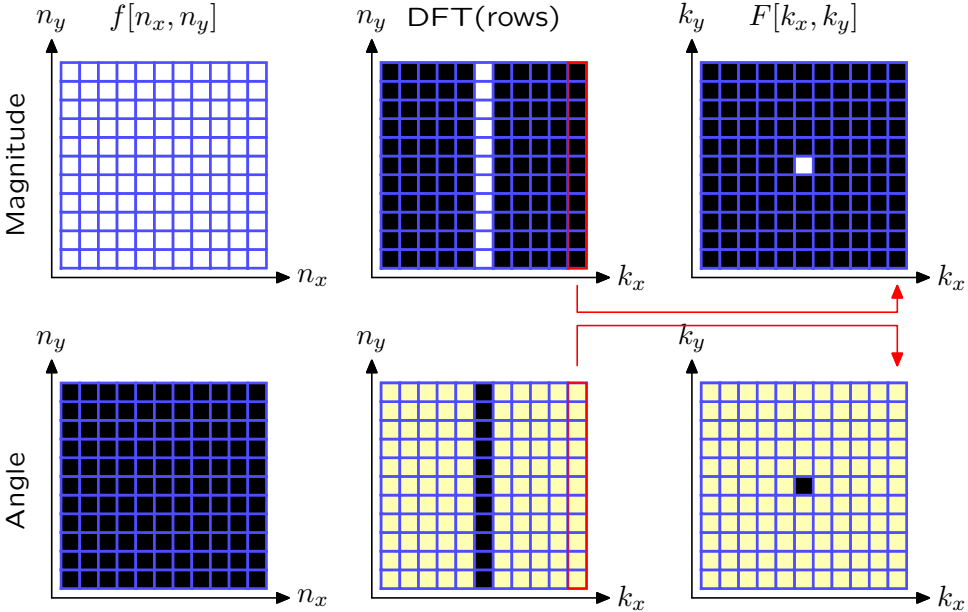 n_y f[n_x, n_y] n_y DFT(rows) k_y F[k_x, k_y]
Magnitude
n_x k_x k_x
n_y n_y k_y
Angle
n_x k_x k_x